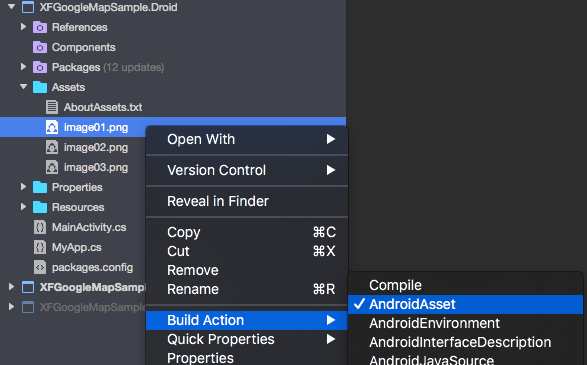 XFGoogleMapSample.Droid
References
Components
Packages (12 updates)
Assets
AboutAssets.txt
image01.png
image02.png
image03.png
Properties
Resources
MainActivity.cs
MyApp.cs
packages.config
XFGoogleMapSampl
XFGoogleMapSampl
Open With
Version Control
Reveal in Finder
Copy ⌘C
Cut ⌘X
Remove
Rename ⌘R
Build Action
Quick Properties
Properties
Compile
✓ AndroidAsset
AndroidEnvironment
AndroidInterfaceDescription
AndroidJavaSource